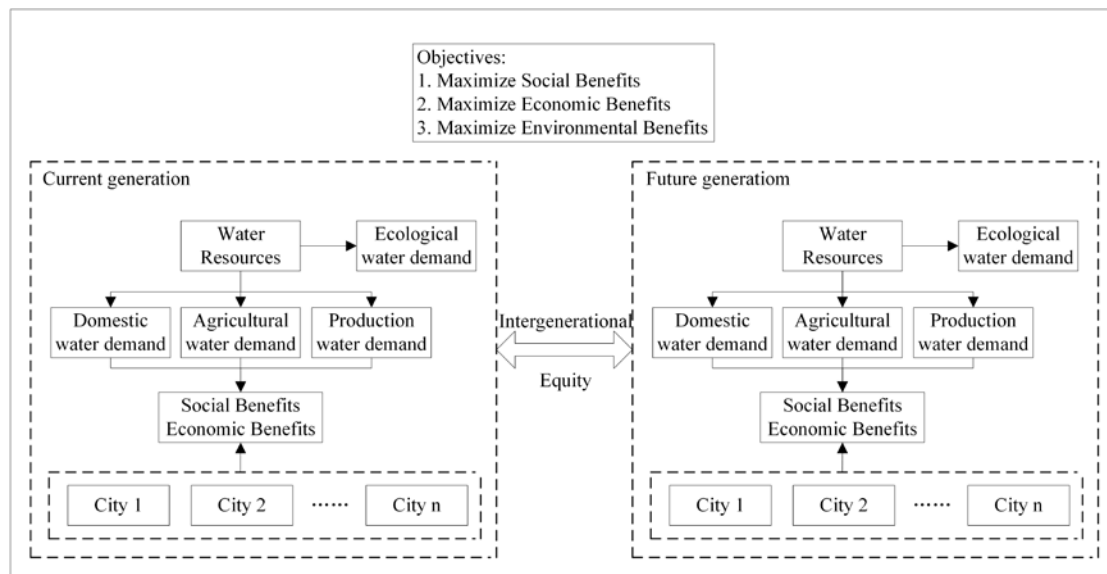 Objectives:
1. Maximize Social Benefits
2. Maximize Economic Benefits
3. Maximize Environmental Benefits
Current generation
Water
Resources
Ecological
water demand
Domestic
water demand
Agricultural
water demand
Production
water demand
Social Benefits
Economic Benefits
City 1
City 2
······
City n
Intergenerational
Equity
Future generatiom
Water
Resources
Ecological
water demand
Domestic
water demand
Agricultural
water demand
Production
water demand
Social Benefits
Economic Benefits
City 1
City 2
······
City n